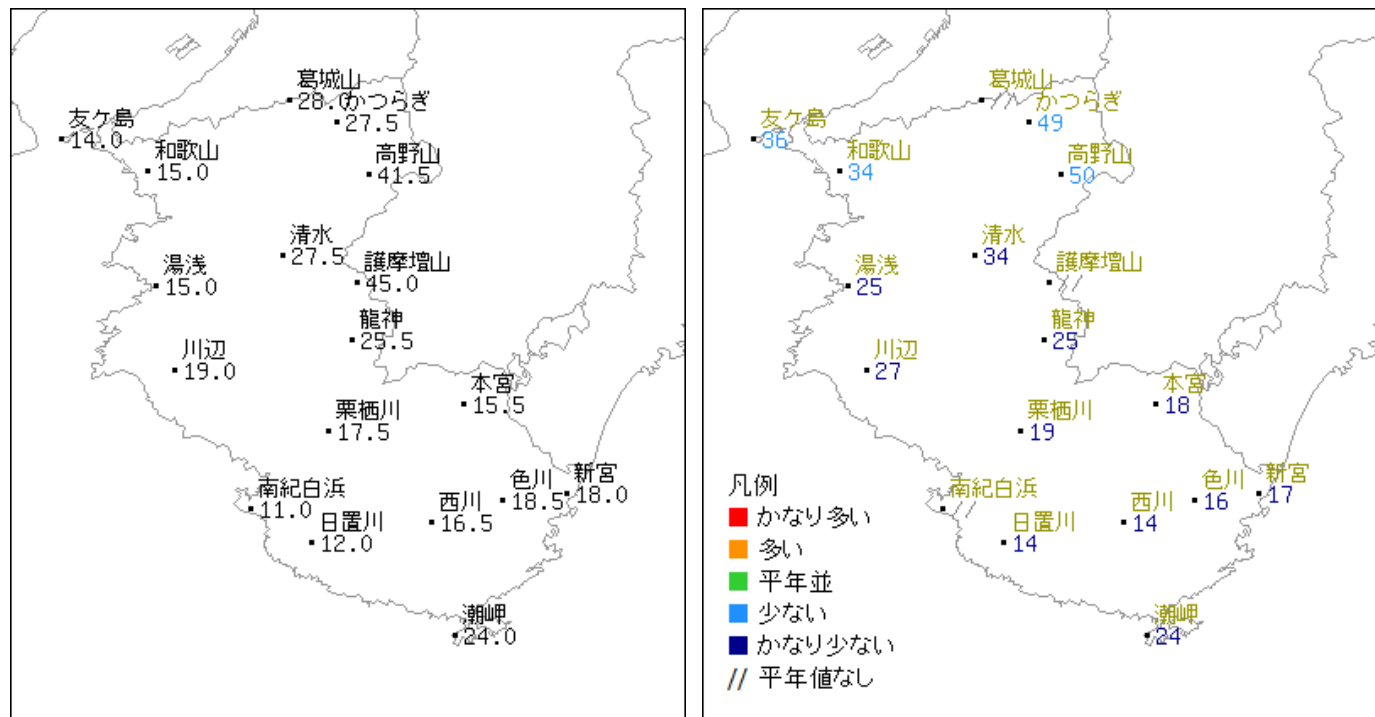 葛城山
28.0
かつらぎ
27.5
友ケ島
14.0
和歌山
15.0
高野山
41.5
清水
27.5
護摩壇山
45.0
湯浅
15.0
龍神
25.5
川辺
19.0
本宮
15.5
栗栖川
17.5
南紀白浜
11.0
日置川
12.0
西川
16.5
色川
18.5
新宮
18.0
潮岬
24.0
葛城山
//
かつらぎ
49
友ケ島
36
和歌山
34
高野山
50
清水
34
護摩壇山
//
湯浅
25
龍神
25
川辺
27
本宮
18
栗栖川
19
南紀白浜
//
日置川
14
西川
14
色川
16
新宮
17
潮岬
24
凡例
かなり多い
多い
平年並
少ない
かなり少ない
// 平年値なし